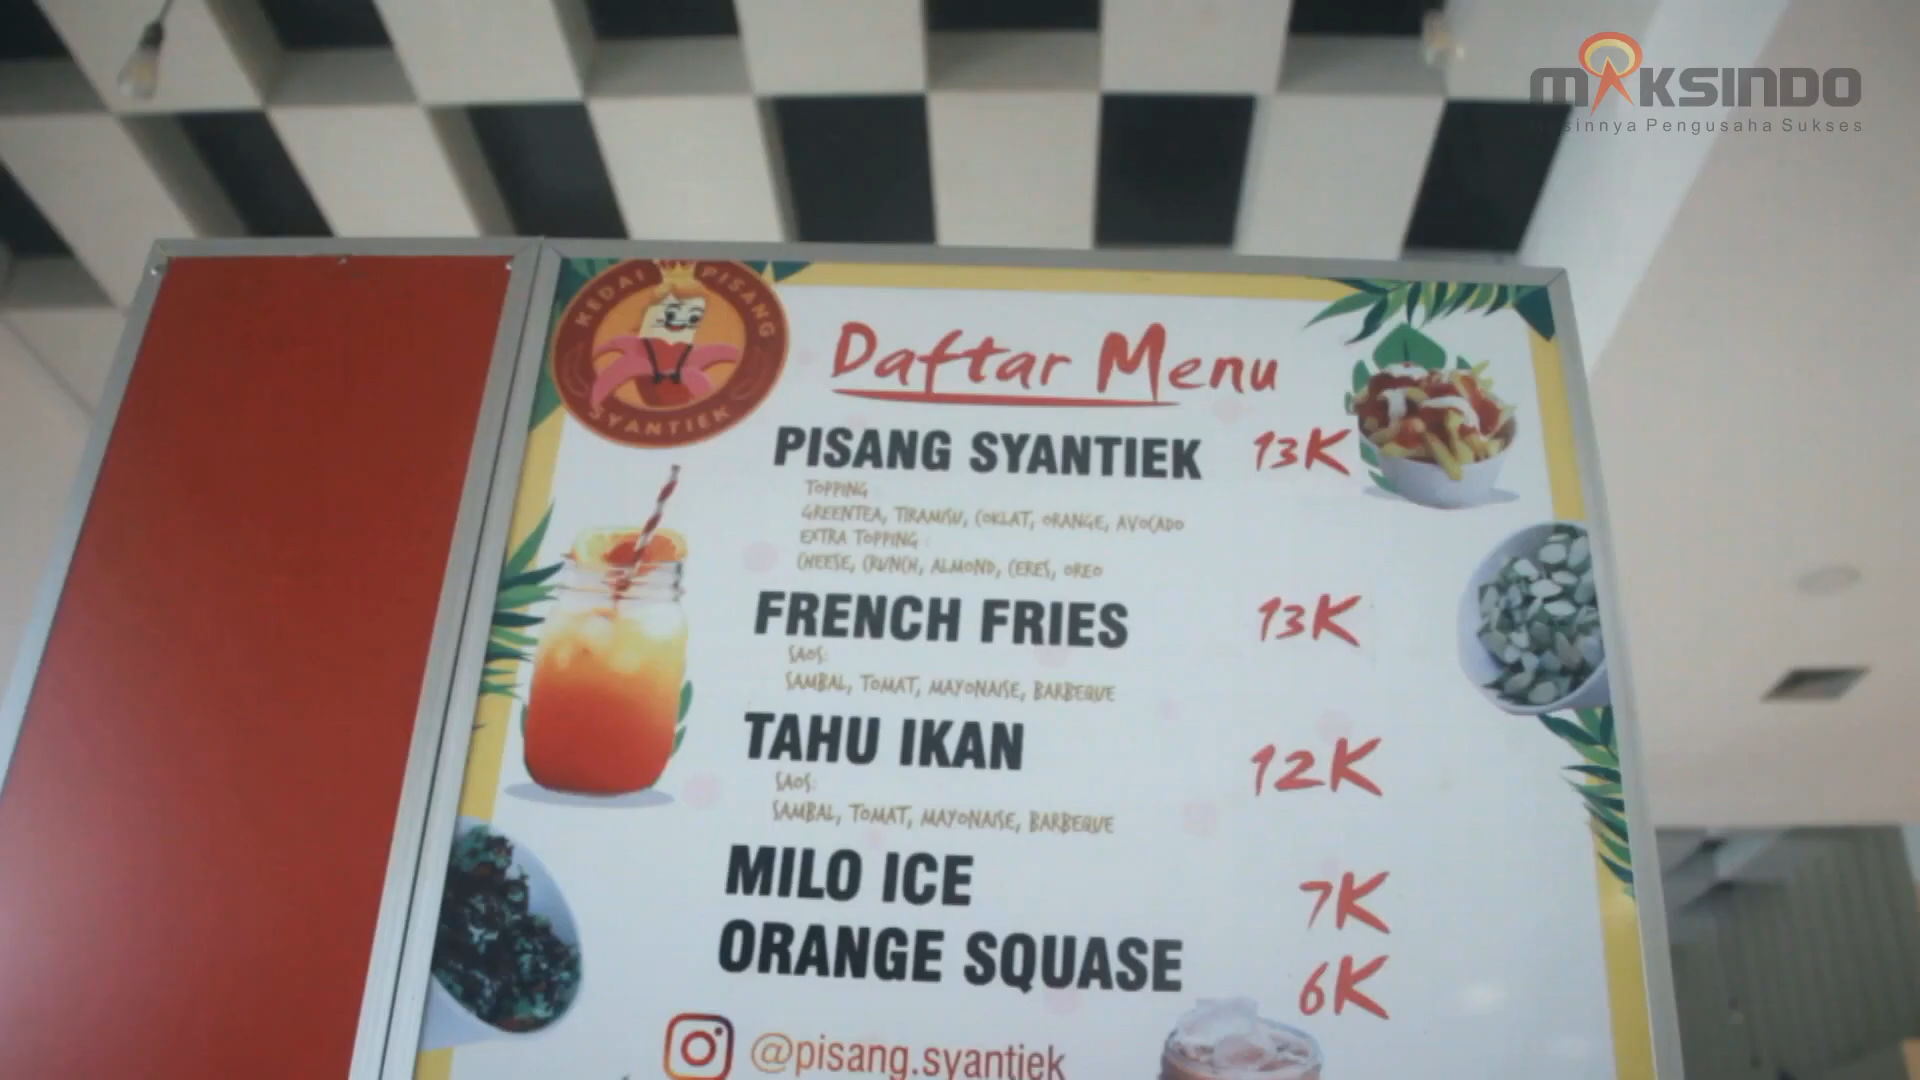 MAKSINDO
Pengusaha Sukses
KEDAI PISANG
SYANTIEK
Daftar Menu
PISANG SYANTIEK 13K
TOPPING
GREENTEA, TIRAMISU, COKLAT, ORANGE, AVOCADO
EXTRA TOPPING :
CHEESE, CRUNCH, ALMOND, CERES, OREO
FRENCH FRIES 13K
SAOS:
SAMBAL, TOMAT, MAYONAISE, BARBEQUE
TAHU IKAN 12K
SAOS:
SAMBAL, TOMAT, MAYONAISE, BARBEQUE
MILO ICE 7K
ORANGE SQUASE 6K
@pisang.syantiek